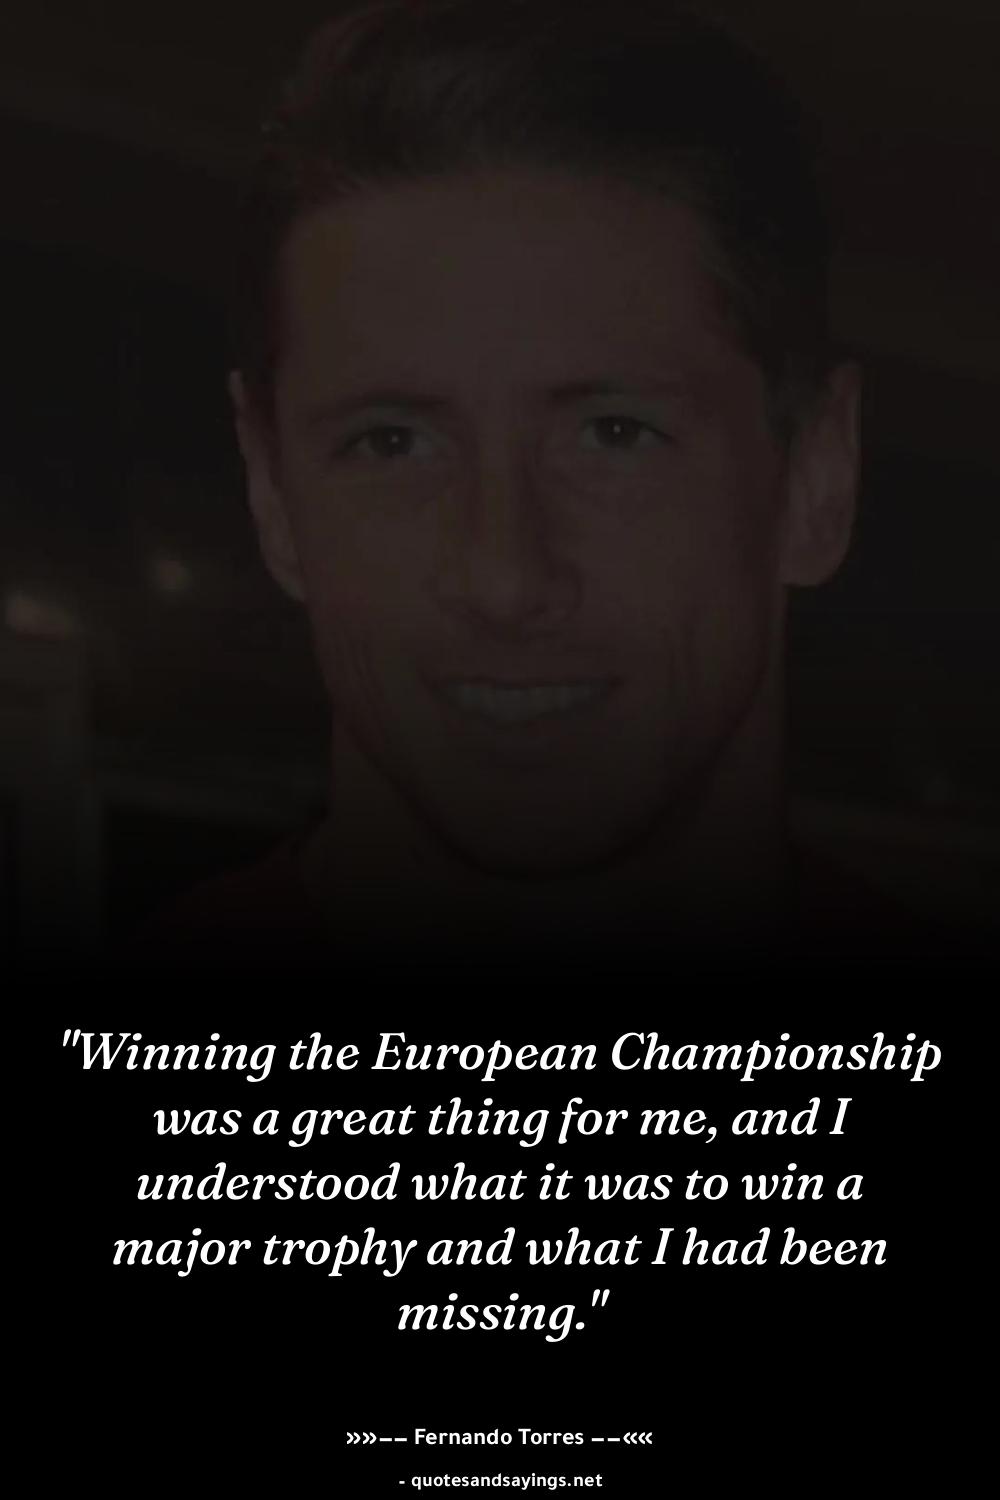 "Winning the European Championship
was a great thing for me, and I
understood what it was to win a
major trophy and what I had been
missing."
»»—— Fernando Torres ——««
- quotesandsayings.net